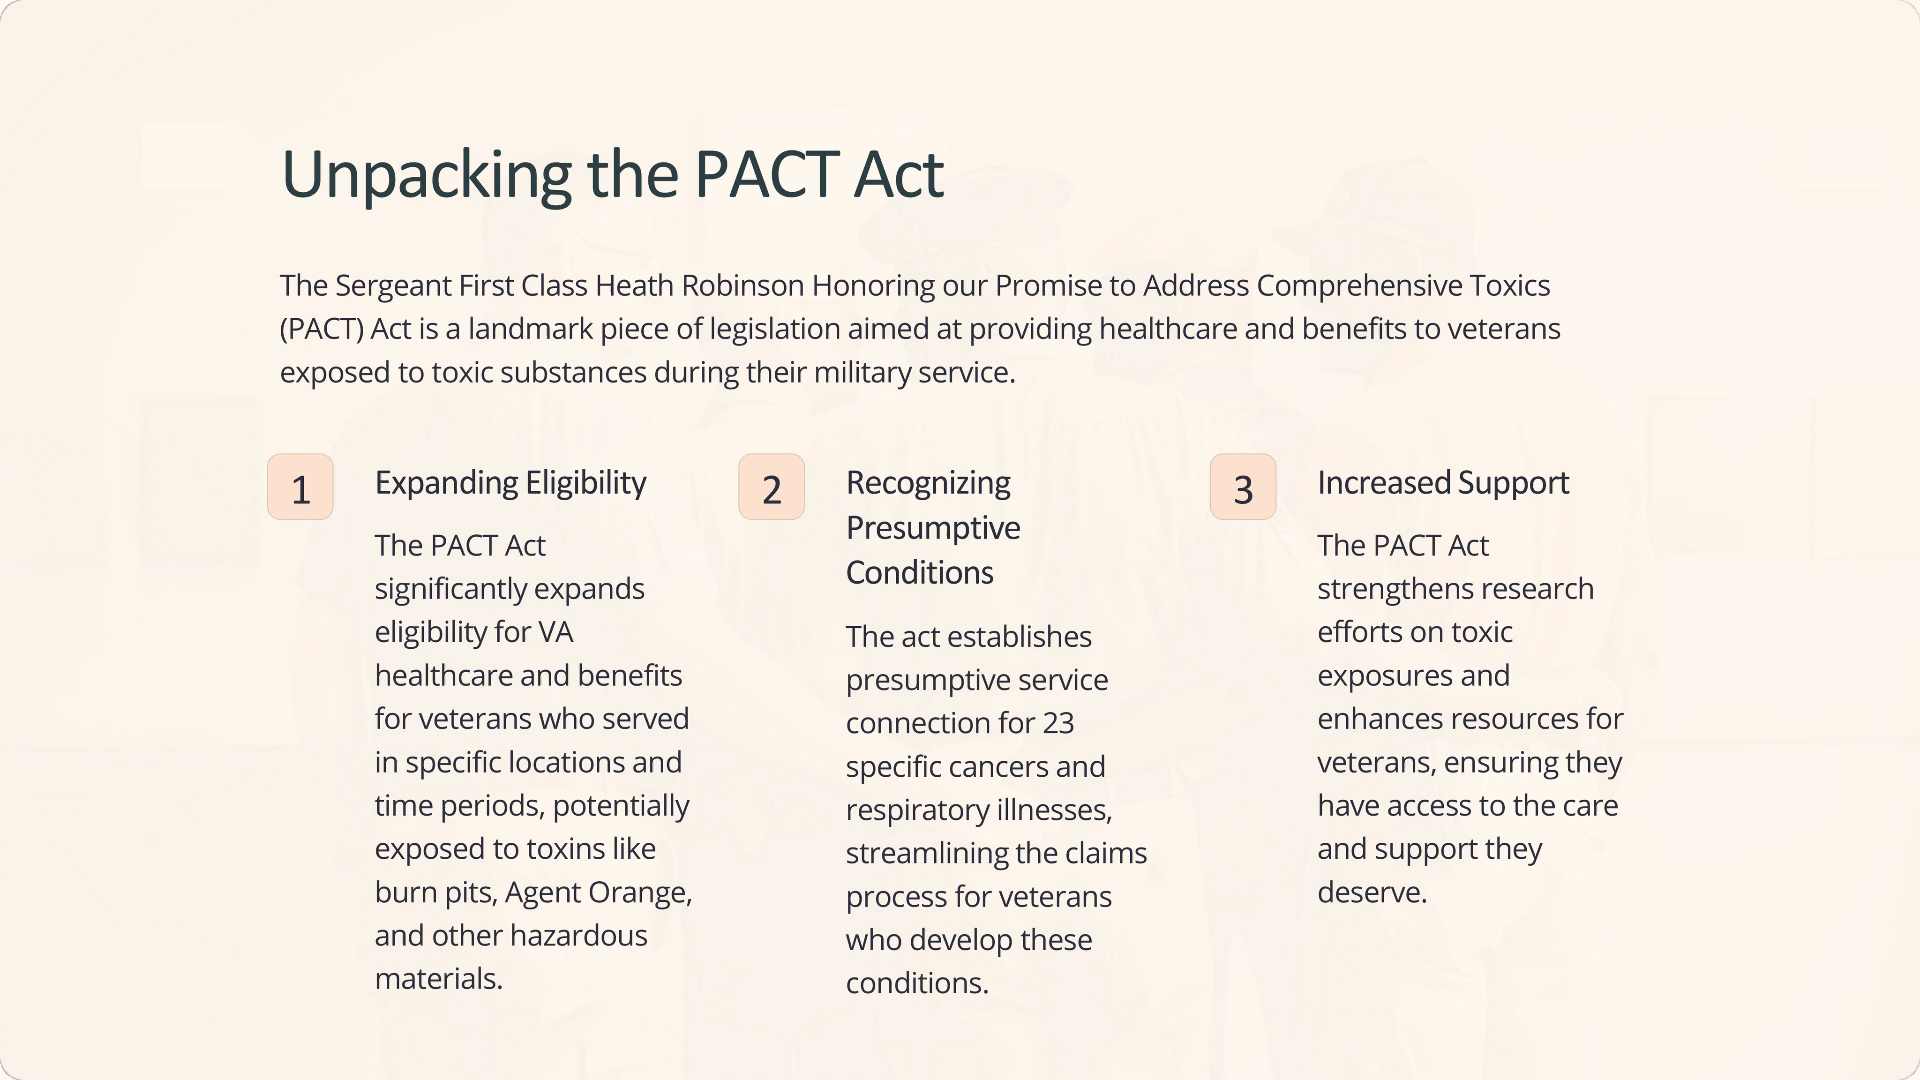 Unpacking the PACT Act
The Sergeant First Class Heath Robinson Honoring our Promise to Address Comprehensive Toxics
(PACT) Act is a landmark piece of legislation aimed at providing healthcare and benefits to veterans
exposed to toxic substances during their military service.
1
Expanding Eligibility
The PACT Act
significantly expands
eligibility for VA
healthcare and benefits
for veterans who served
in specific locations and
time periods, potentially
exposed to toxins like
burn pits, Agent Orange,
and other hazardous
materials.
2
Recognizing
Presumptive
Conditions
The act establishes
presumptive service
connection for 23
specific cancers and
respiratory illnesses,
streamlining the claims
process for veterans
who develop these
conditions.
3
Increased Support
The PACT Act
strengthens research
efforts on toxic
exposures and
enhances resources for
veterans, ensuring they
have access to the care
and support they
deserve.